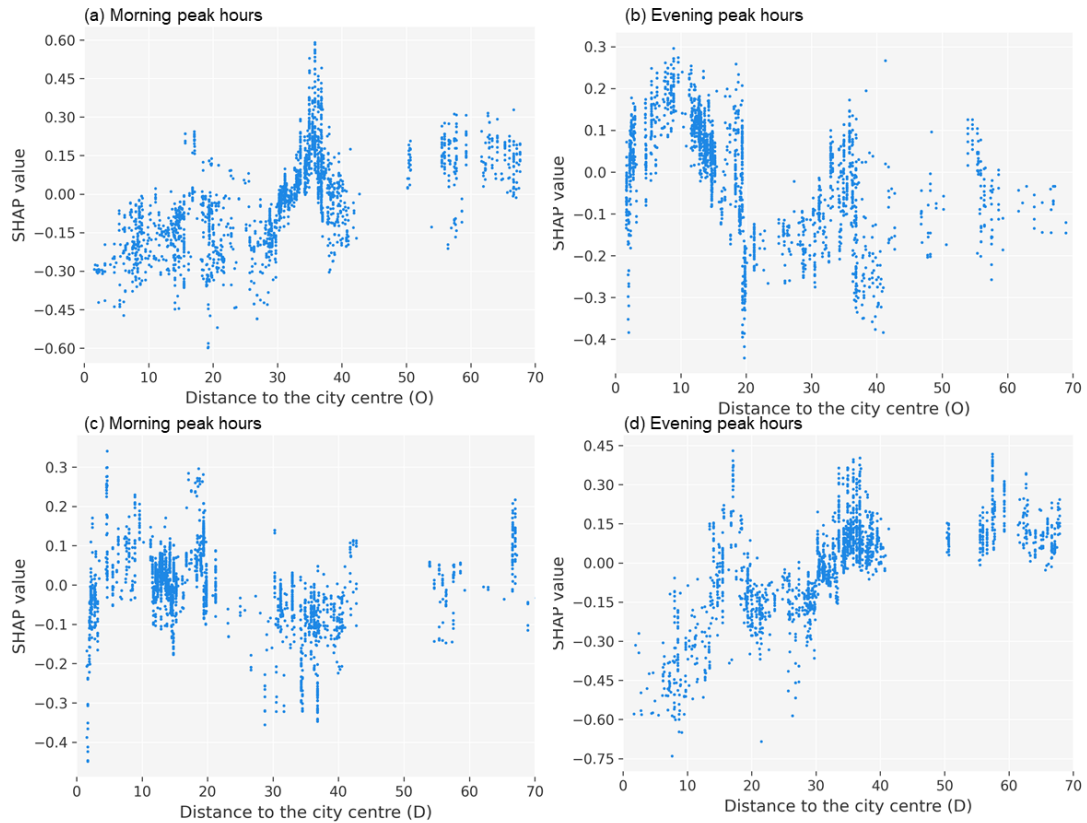 (a) Morning peak hours
0.60
0.45
0.30
0.15
0.00
−0.15
−0.30
−0.45
−0.60
SHAP value
0 10 20 30 40 50 60 70
Distance to the city centre (O)
(b) Evening peak hours
0.3
0.2
0.1
0.0
−0.1
−0.2
−0.3
−0.4
SHAP value
0 10 20 30 40 50 60 70
Distance to the city centre (O)
(c) Morning peak hours
0.3
0.2
0.1
0.0
−0.1
−0.2
−0.3
−0.4
SHAP value
0 10 20 30 40 50 60 70
Distance to the city centre (D)
(d) Evening peak hours
0.45
0.30
0.15
0.00
−0.15
−0.30
−0.45
−0.60
−0.75
SHAP value
0 10 20 30 40 50 60 70
Distance to the city centre (D)